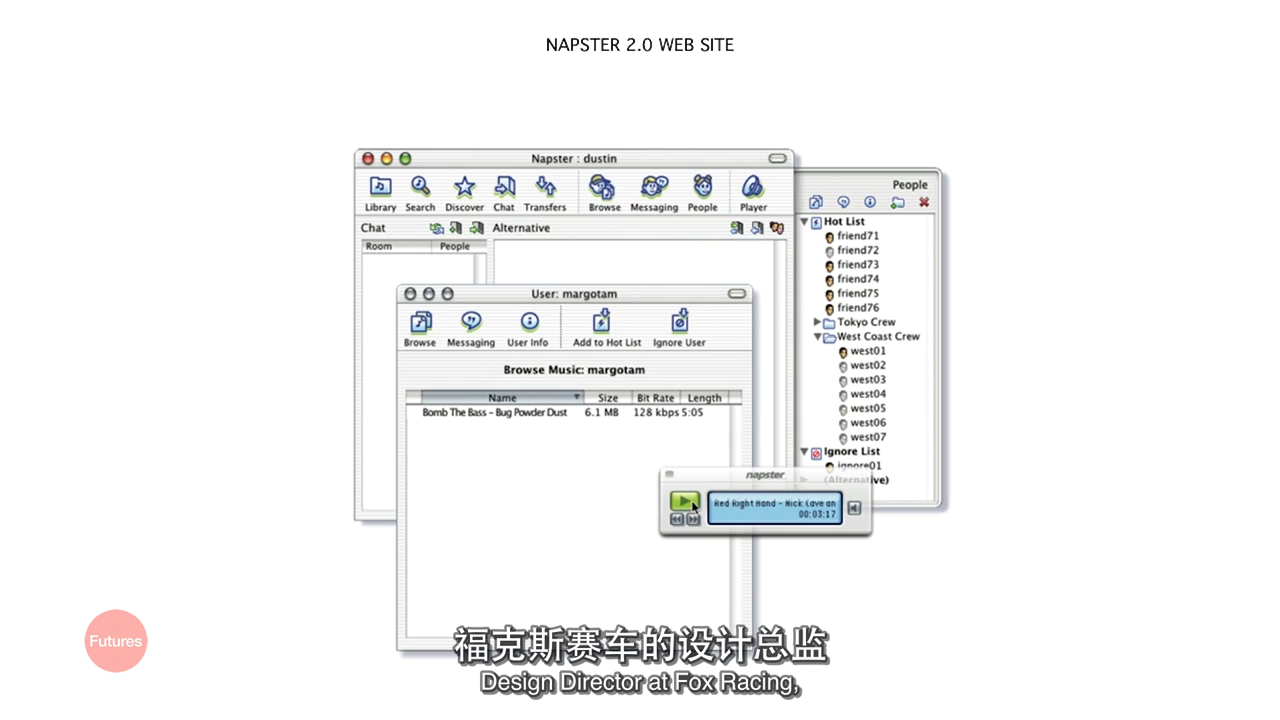 NAPSTER 2.0 WEB SITE
Napster : dustin
Library Search Discover Chat Transfers Browse Messaging People Player
Chat
Alternative
Room People
People
Hot List
friend71
friend72
friend73
friend74
friend75
friend76
Tokyo Crew
West Coast Crew
west01
west02
west03
west04
west05
west06
west07
Ignore List
ignore01
(Alternative)
User: margotam
Browse Messaging User Info Add to Hot List Ignore User
Browse Music: margotam
Name Size Bit Rate Length
Bomb The Bass – Bug Powder Dust 6.1 MB 128 kbps 5:05
napster
Red Right Hand - Nick Cave an
00:03:17
Futures
福克斯赛车的设计总监
Design Director at Fox Racing,